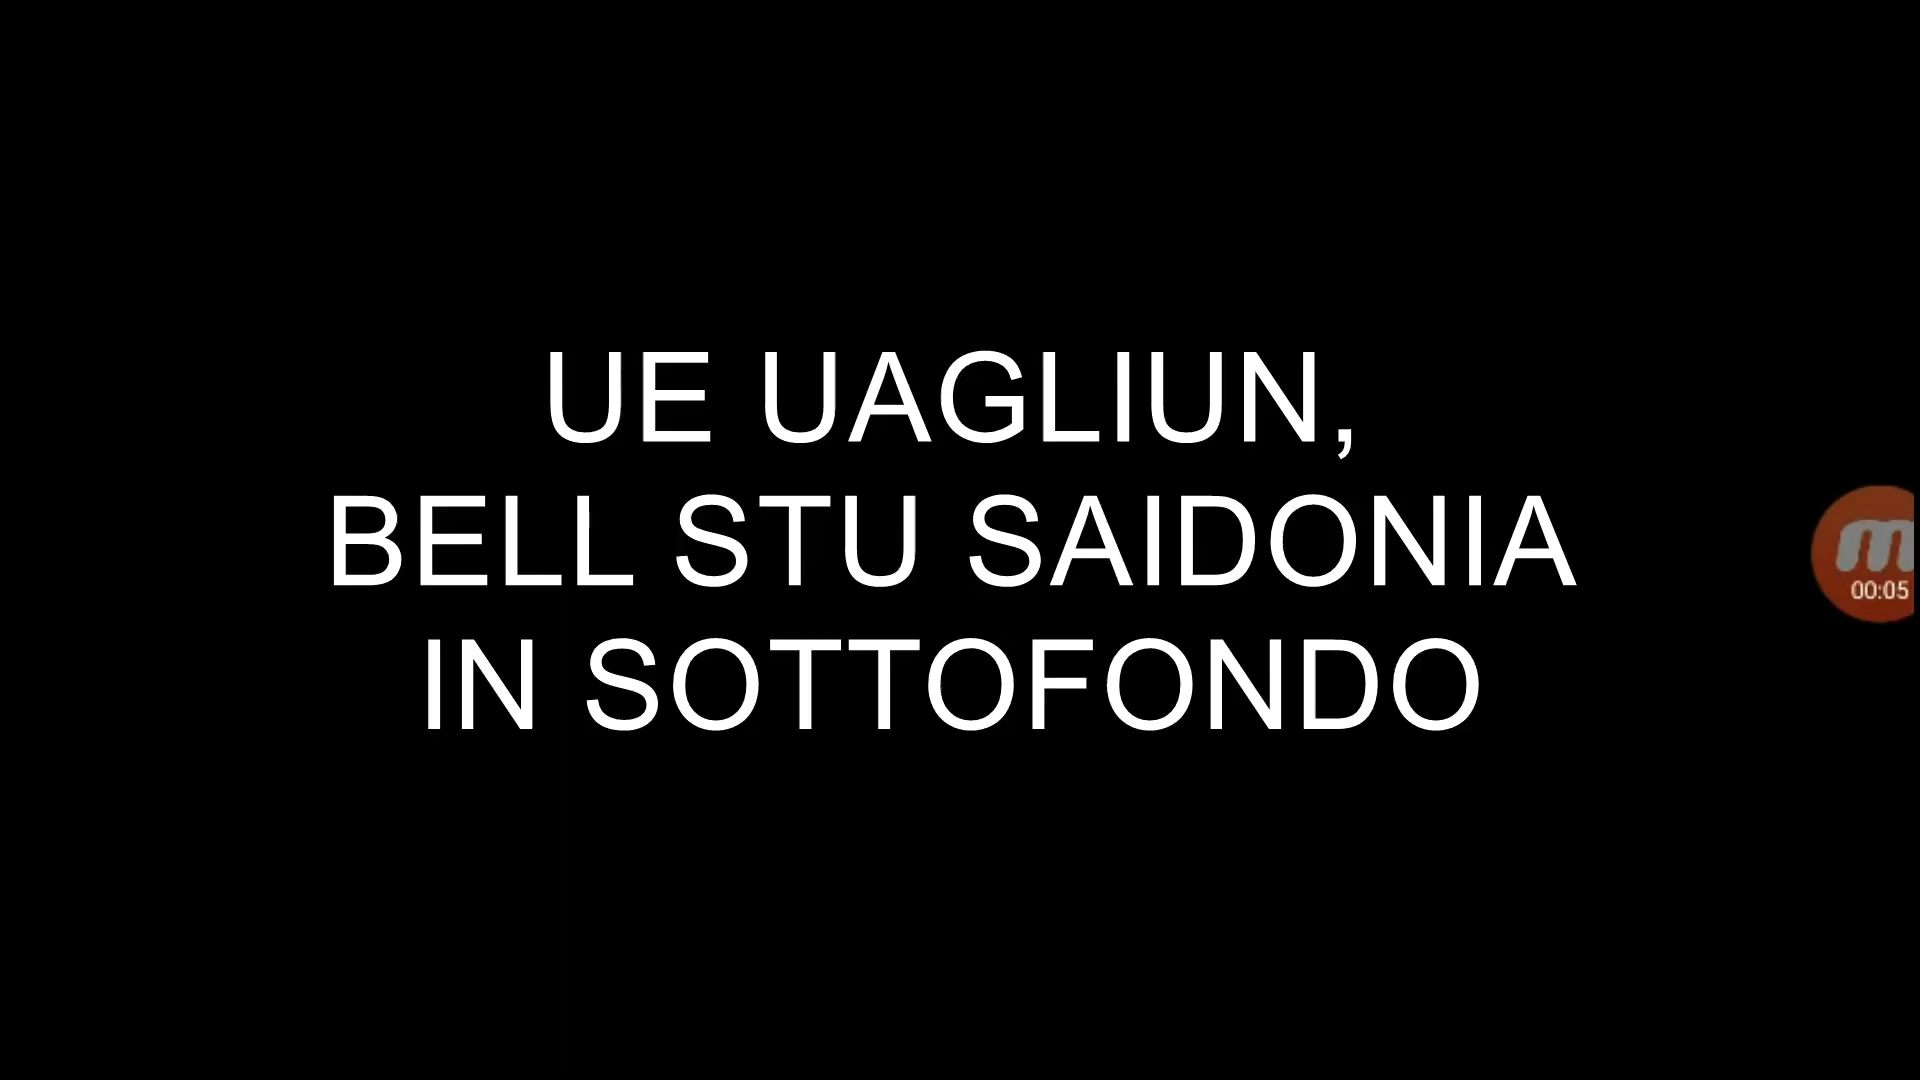 UE UAGLIUN,
BELL STU SAIDONIA
IN SOTTOFONDO
m
00:05